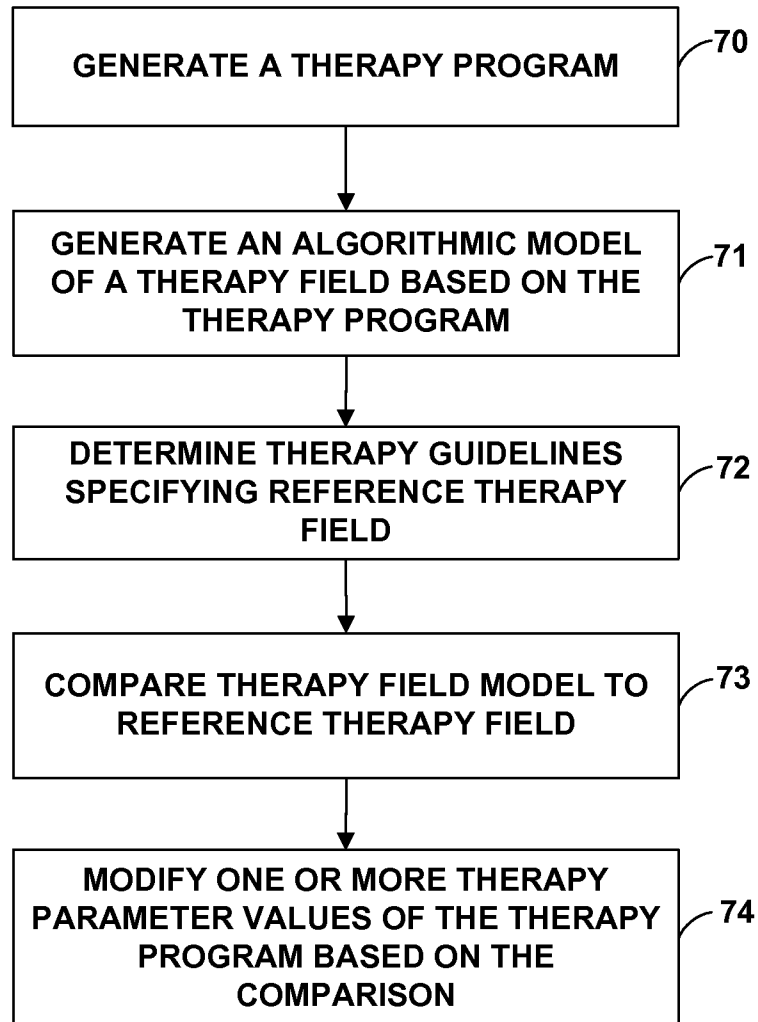 GENERATE A THERAPY PROGRAM
70
GENERATE AN ALGORITHMIC MODEL
OF A THERAPY FIELD BASED ON THE
THERAPY PROGRAM
71
DETERMINE THERAPY GUIDELINES
SPECIFYING REFERENCE THERAPY
FIELD
72
COMPARE THERAPY FIELD MODEL TO
REFERENCE THERAPY FIELD
73
MODIFY ONE OR MORE THERAPY
PARAMETER VALUES OF THE THERAPY
PROGRAM BASED ON THE
COMPARISON
74